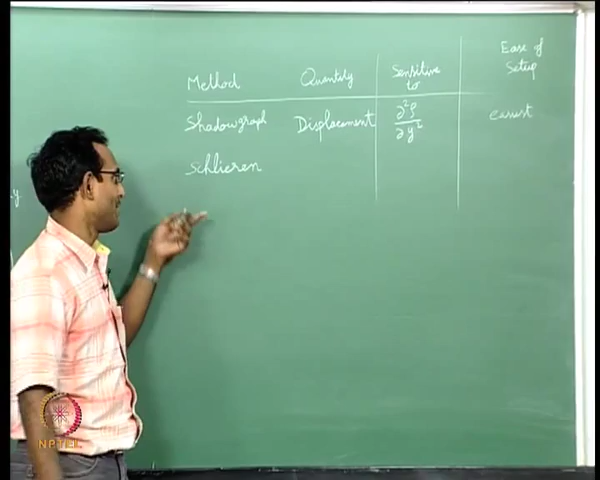 Method Quantity Sensitive to Ease of Setup
Shadowgraph Displacement ∂²ρ/∂y² easiest
Schlieren
y
NPTEL